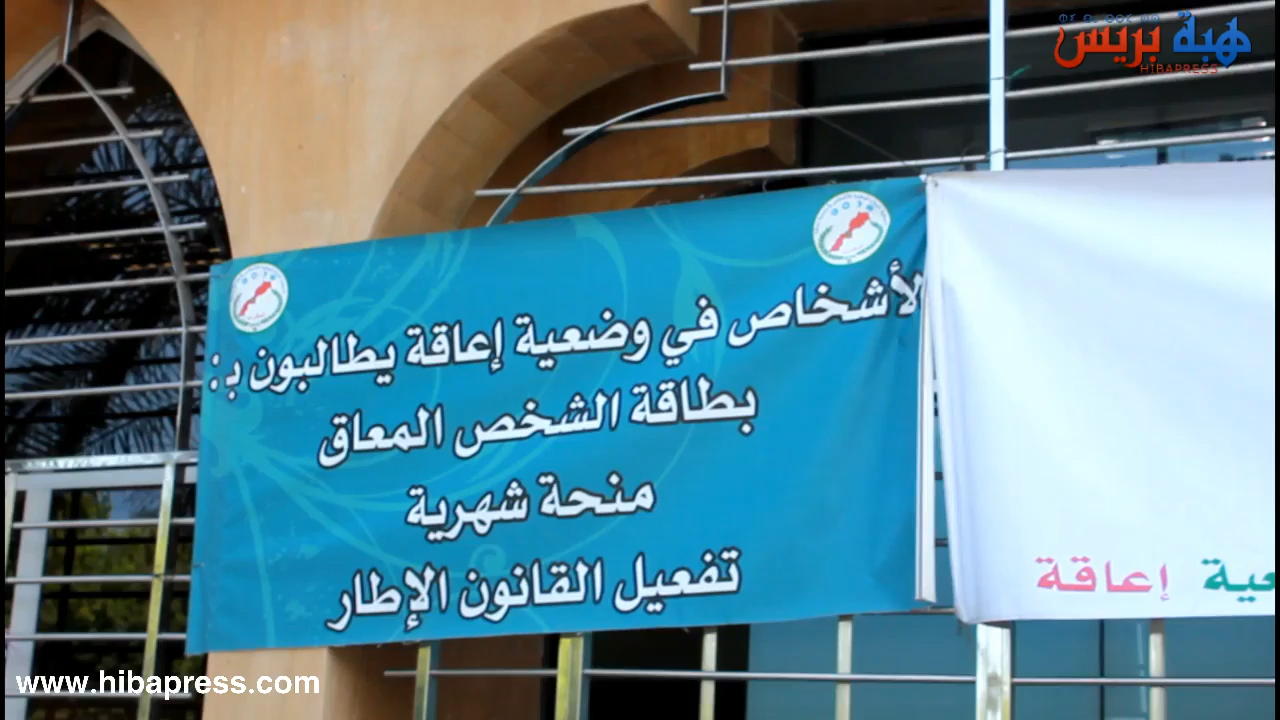 هبة بريس
HIBAPRESS
الأشخاص في وضعية إعاقة يطالبون بـ :
بطاقة الشخص المعاق
منحة شهرية
تفعيل القانون الإطار
إعاقة
www.hibapress.com